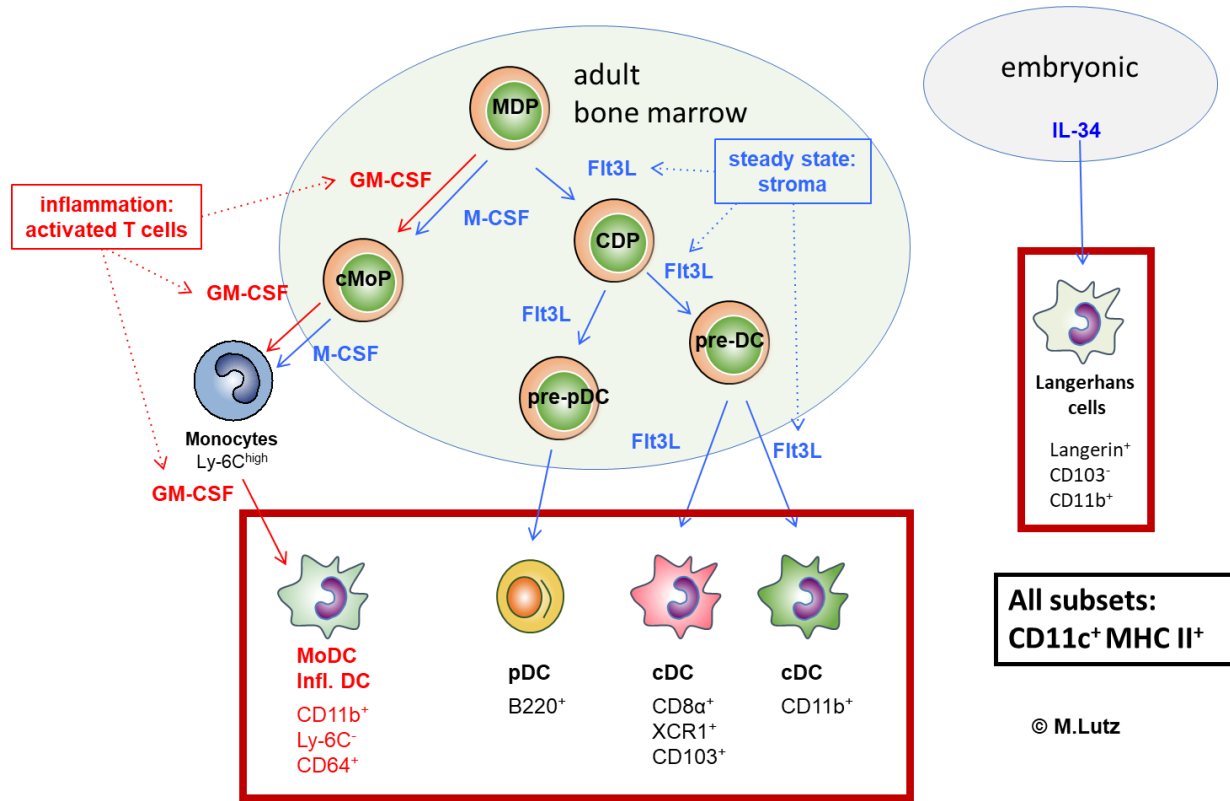 adult
bone marrow
MDP
embryonic
IL-34
steady state:
stroma
Flt3L
GM-CSF
M-CSF
inflammation:
activated T cells
CDP
Flt3L
cMoP
GM-CSF
Flt3L
M-CSF
pre-DC
pre-pDC
Monocytes
Ly-6Chigh
Flt3L
Flt3L
GM-CSF
Langerhans
cells
Langerin+
CD103-
CD11b+
MoDC
Infl. DC
CD11b+
Ly-6C-
CD64+
pDC
B220+
cDC
CD8α+
XCR1+
CD103+
cDC
CD11b+
All subsets:
CD11c+ MHC II+
© M.Lutz